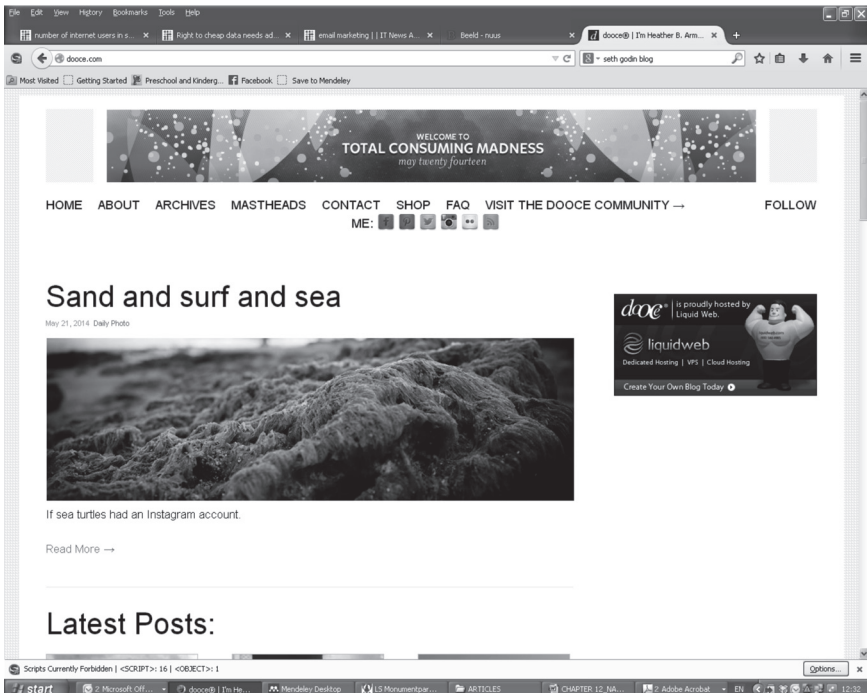 File Edit View History Bookmarks Tools Help
number of internet users in s... × Right to cheap data needs ad... × email marketing | | IT News A... × Beeld - nuus × dooce® | I'm Heather B. Arm... × +
dooce.com seth godin blog
Most Visited Getting Started Preschool and Kinderg... Facebook Save to Mendeley
WELCOME TO
TOTAL CONSUMING MADNESS
may twenty fourteen
HOME ABOUT ARCHIVES MASTHEADS CONTACT SHOP FAQ VISIT THE DOOCE COMMUNITY → FOLLOW
ME:
Sand and surf and sea
May 21, 2014 Daily Photo
dooce® is proudly hosted by
Liquid Web.
liquidweb
Dedicated Hosting | VPS | Cloud Hosting
Create Your Own Blog Today
If sea turtles had an Instagram account.
Read More →
Latest Posts:
Scripts Currently Forbidden | <SCRIPT>: 16 | <OBJECT>: 1 Options... ×
start 2 Microsoft Off... dooce® | I'm He... Mendeley Desktop LS Monumentpar... ARTICLES CHAPTER 12_NA... 2 Adobe Acrobat EN